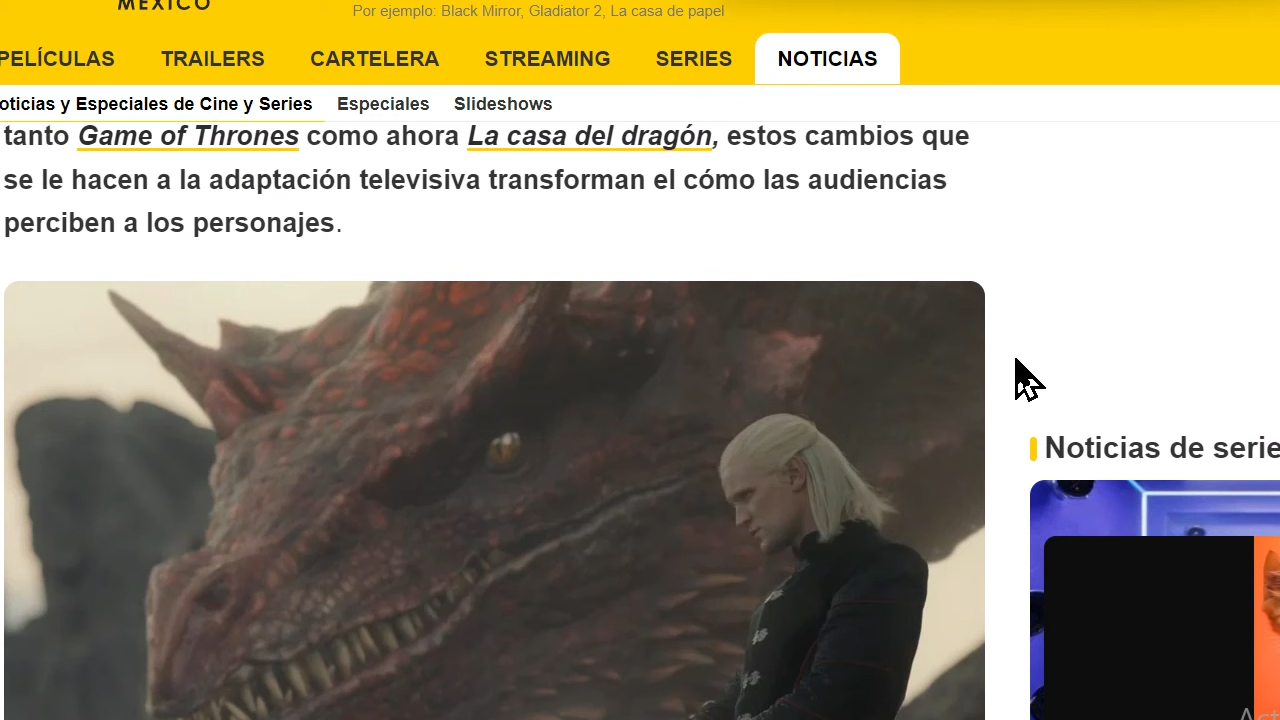 MÉXICO
Por ejemplo: Black Mirror, Gladiator 2, La casa de papel
PELÍCULAS TRAILERS CARTELERA STREAMING SERIES NOTICIAS
oticias y Especiales de Cine y Series Especiales Slideshows
tanto Game of Thrones como ahora La casa del dragón, estos cambios que
se le hacen a la adaptación televisiva transforman el cómo las audiencias
perciben a los personajes.
Noticias de serie